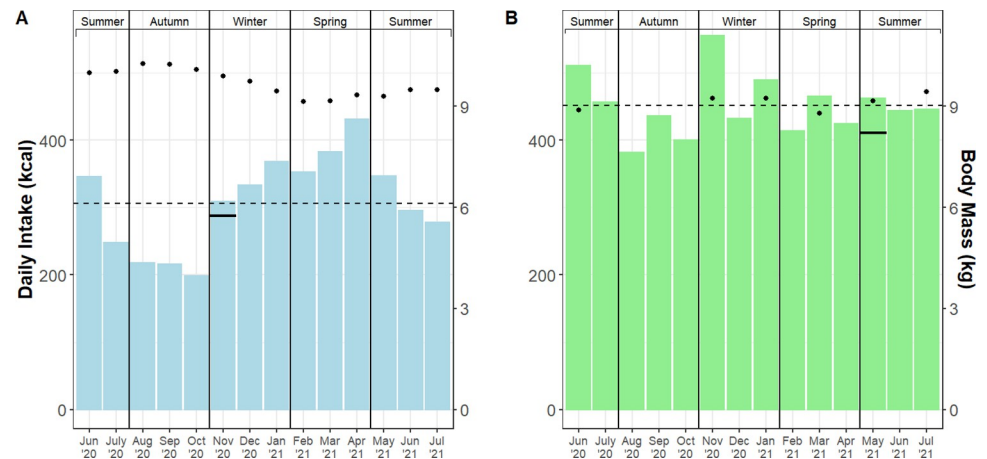 A
Summer Autumn Winter Spring Summer
Daily Intake (kcal)
400
200
0
9
6
3
0
Jun '20
July '20
Aug '20
Sep '20
Oct '20
Nov '20
Dec '20
Jan '21
Feb '21
Mar '21
Apr '21
May '21
Jun '21
Jul '21
B
Summer Autumn Winter Spring Summer
400
200
0
9
6
3
0
Body Mass (kg)
Jun '20
July '20
Aug '20
Sep '20
Oct '20
Nov '20
Dec '20
Jan '21
Feb '21
Mar '21
Apr '21
May '21
Jun '21
Jul '21